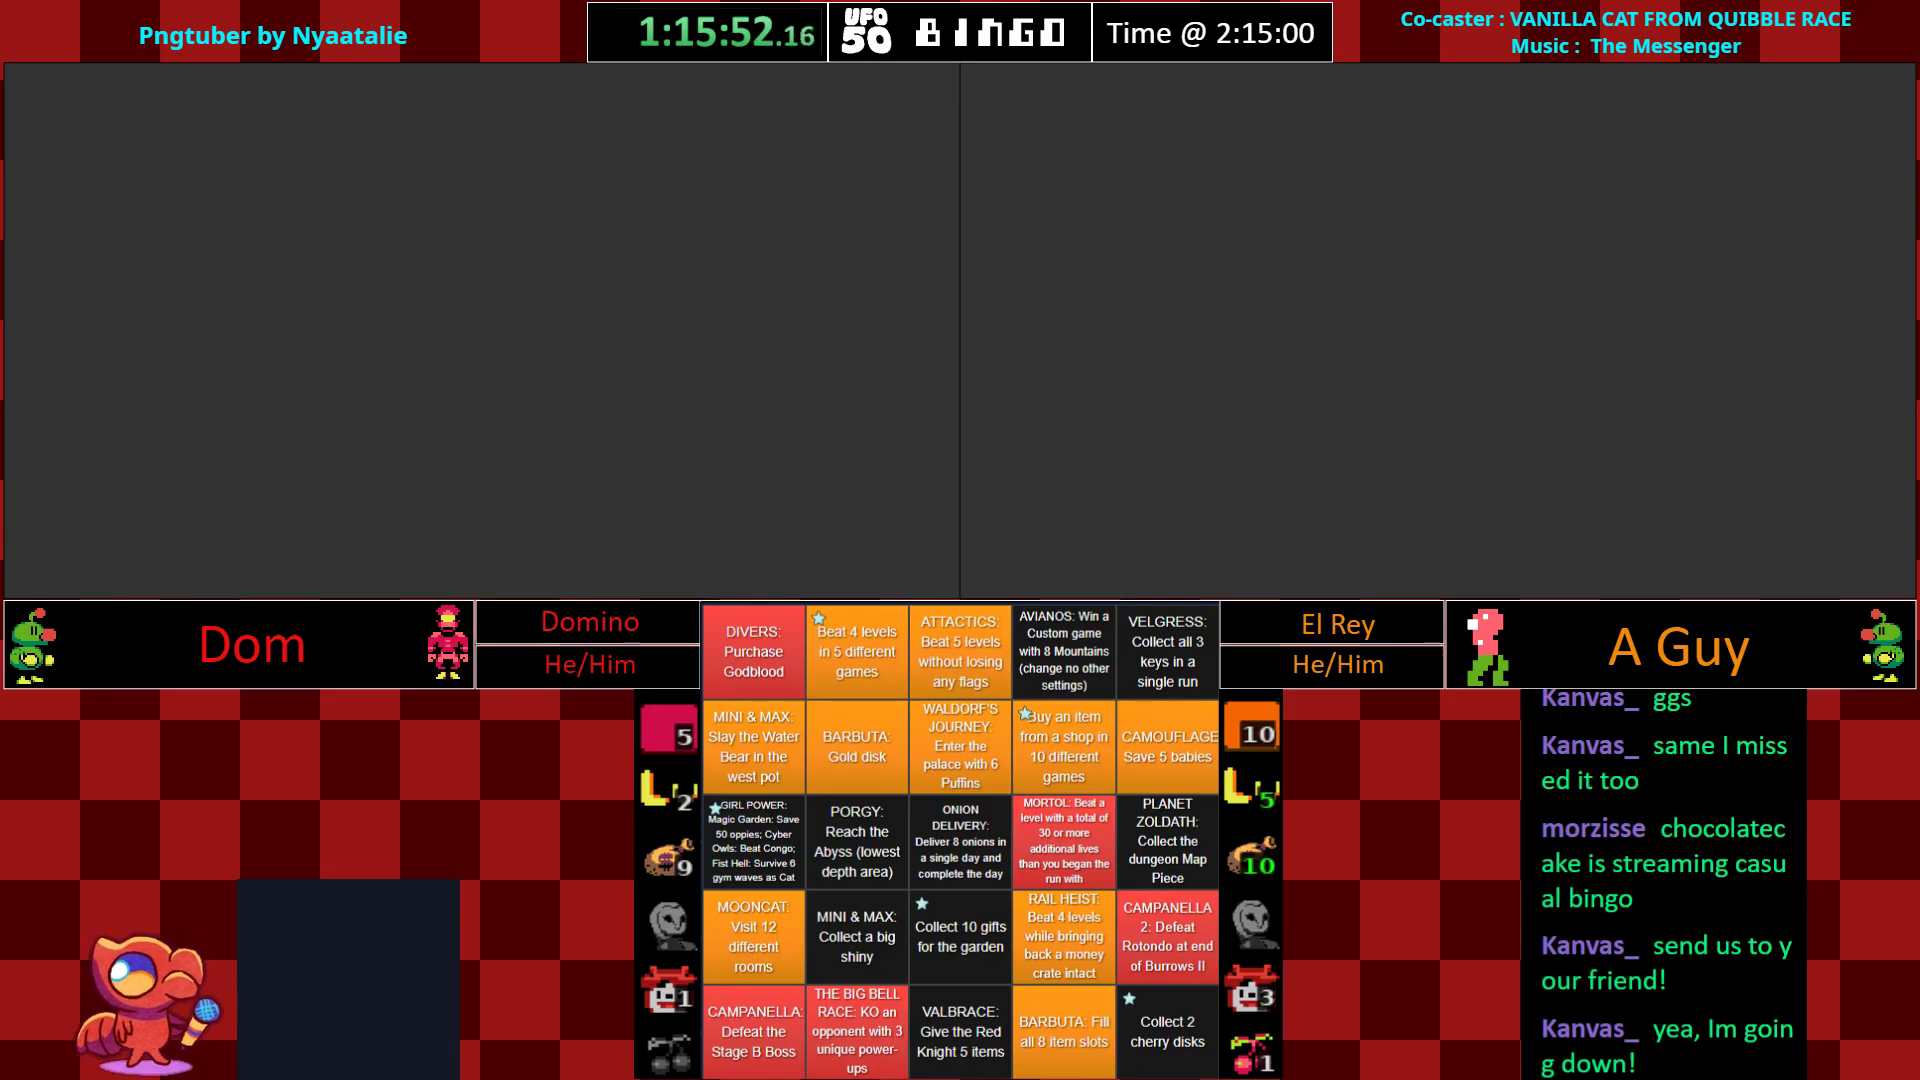 Pngtuber by Nyaatalie
1:15:52.16
UFO 50
BINGO
Time @ 2:15:00
Co-caster : VANILLA CAT FROM QUIBBLE RACE
Music : The Messenger
Dom
Domino
He/Him
El Rey
He/Him
A Guy
DIVERS:
Purchase
Godblood
Beat 4 levels
in 5 different
games
ATTACTICS:
Beat 5 levels
without losing
any flags
AVIANOS: Win a
Custom game
with 8 Mountains
(change no other
settings)
VELGRESS:
Collect all 3
keys in a
single run
MINI & MAX:
Slay the Water
Bear in the
west pot
BARBUTA:
Gold disk
WALDORF'S
JOURNEY:
Enter the
palace with 6
Puffins
Buy an item
from a shop in
10 different
games
CAMOUFLAGE
Save 5 babies
GIRL POWER:
Magic Garden: Save
50 oppies; Cyber
Owls: Beat Congo;
Fist Hell: Survive 6
gym waves as Cat
PORGY:
Reach the
Abyss (lowest
depth area)
ONION
DELIVERY:
Deliver 8 onions in
a single day and
complete the day
MORTOL: Beat a
level with a total of
30 or more
additional lives
than you began the
run with
PLANET
ZOLDATH:
Collect the
dungeon Map
Piece
MOONCAT:
Visit 12
different
rooms
MINI & MAX:
Collect a big
shiny
Collect 10 gifts
for the garden
RAIL HEIST:
Beat 4 levels
while bringing
back a money
crate intact
CAMPANELLA
2: Defeat
Rotondo at end
of Burrows II
CAMPANELLA:
Defeat the
Stage B Boss
THE BIG BELL
RACE: KO an
opponent with 3
unique power-
ups
VALBRACE:
Give the Red
Knight 5 items
BARBUTA: Fill
all 8 item slots
Collect 2
cherry disks
5
2
9
1
10
5
10
3
1
Kanvas_ ggs
Kanvas_ same I miss
ed it too
morzisse chocolatec
ake is streaming casu
al bingo
Kanvas_ send us to y
our friend!
Kanvas_ yea, Im goin
g down!